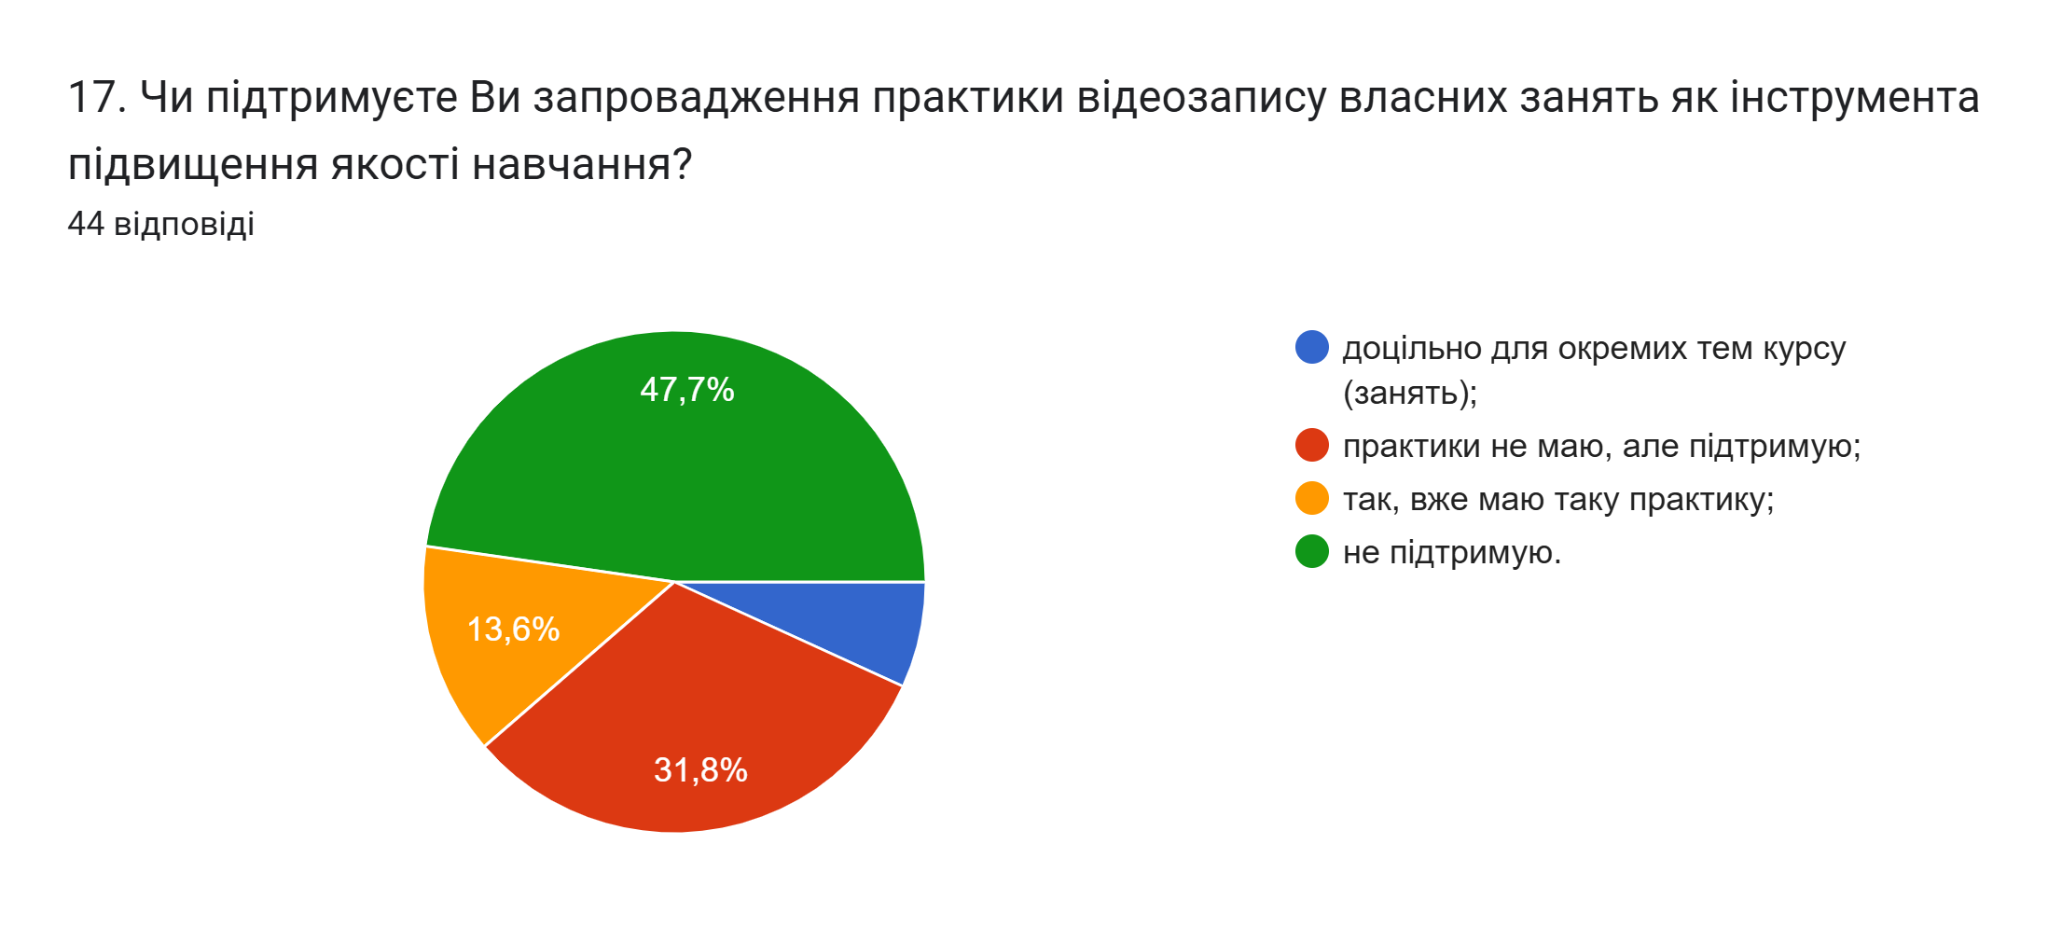 17. Чи підтримуєте Ви запровадження практики відеозапису власних занять як інструмента
підвищення якості навчання?
44 відповіді
47,7%
13,6%
31,8%
доцільно для окремих тем курсу
(занять);
практики не маю, але підтримую;
так, вже маю таку практику;
не підтримую.